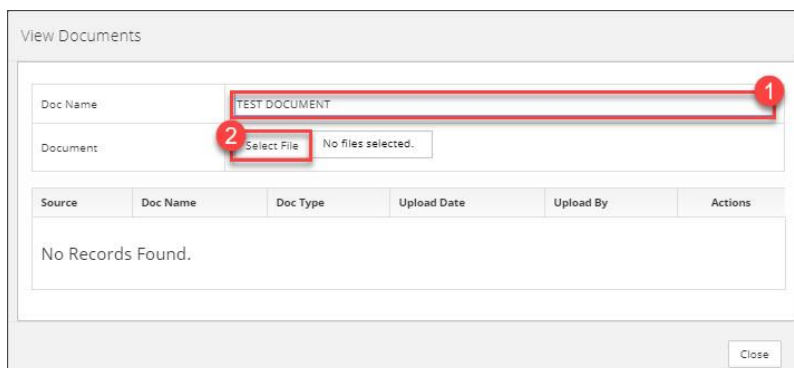 View Documents
Doc Name TEST DOCUMENT 1
Document 2 Select File No files selected.
Source Doc Name Doc Type Upload Date Upload By Actions
No Records Found.
Close